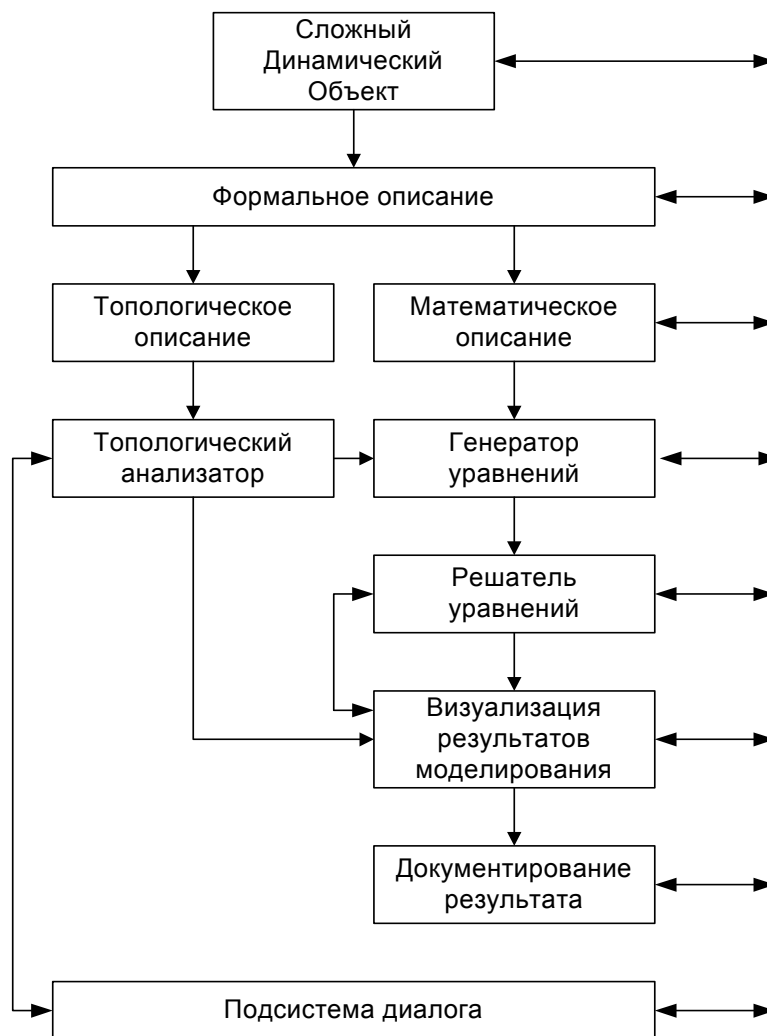 Сложный
Динамический
Объект
Формальное описание
Топологическое
описание
Математическое
описание
Топологический
анализатор
Генератор
уравнений
Решатель
уравнений
Визуализация
результатов
моделирования
Документирование
результата
Подсистема диалога